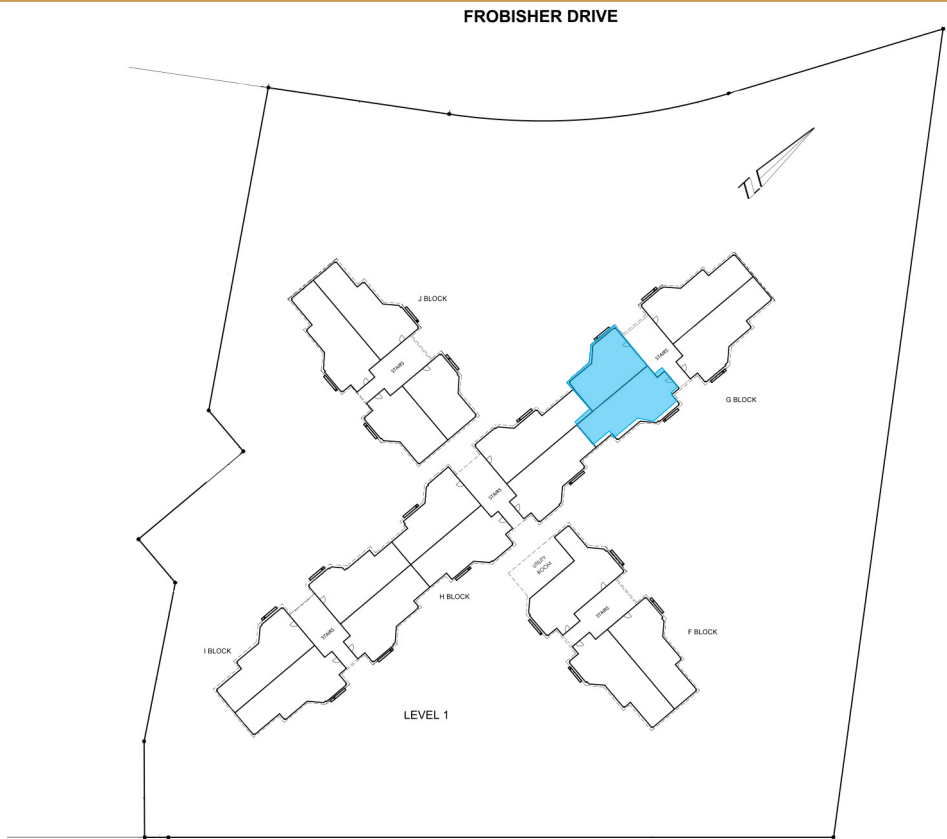 FROBISHER DRIVE
J BLOCK
STAIRS
STAIRS
G BLOCK
STAIRS
UTILITY
ROOM
H BLOCK
STAIRS
F BLOCK
STAIRS
I BLOCK
LEVEL 1